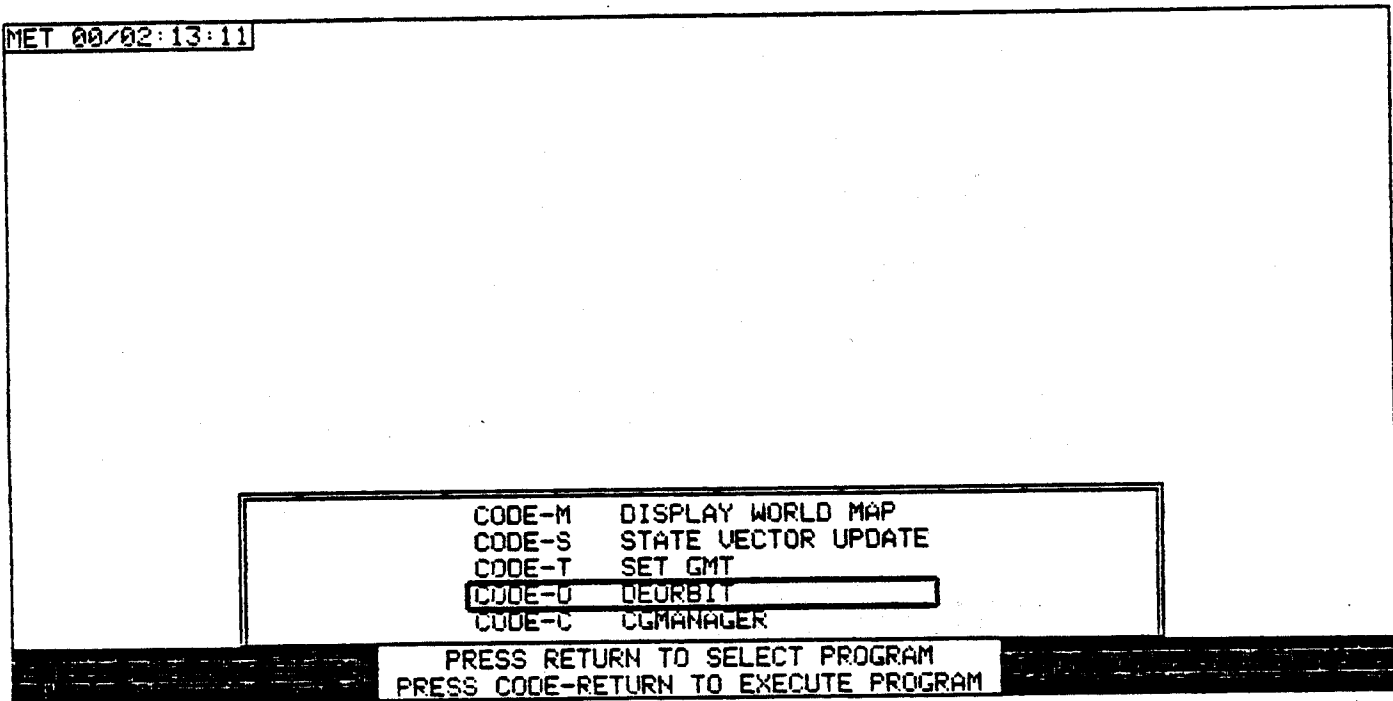 MET 00/02:13:11
CODE-M DISPLAY WORLD MAP
CODE-S STATE VECTOR UPDATE
CODE-T SET GMT
CODE-D DEORBIT
CODE-C CGMANAGER
PRESS RETURN TO SELECT PROGRAM
PRESS CODE-RETURN TO EXECUTE PROGRAM